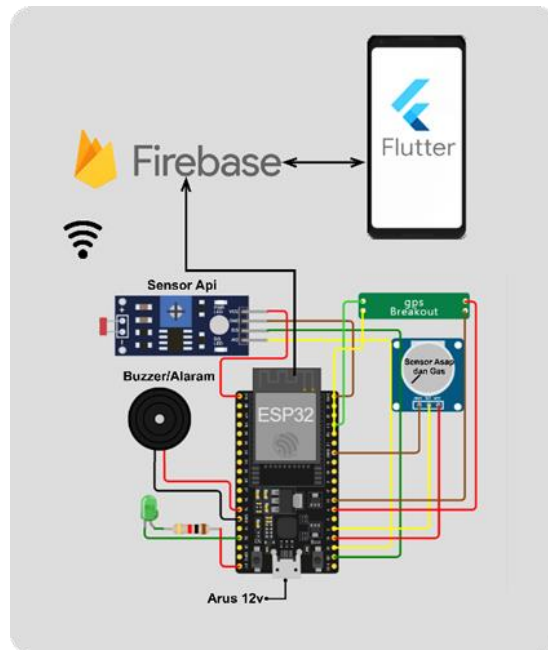 Firebase
Flutter
Sensor Api
gps
Breakout
Sensor Asap
dan Gas
Buzzer/Alaram
ESP32
Arus 12v